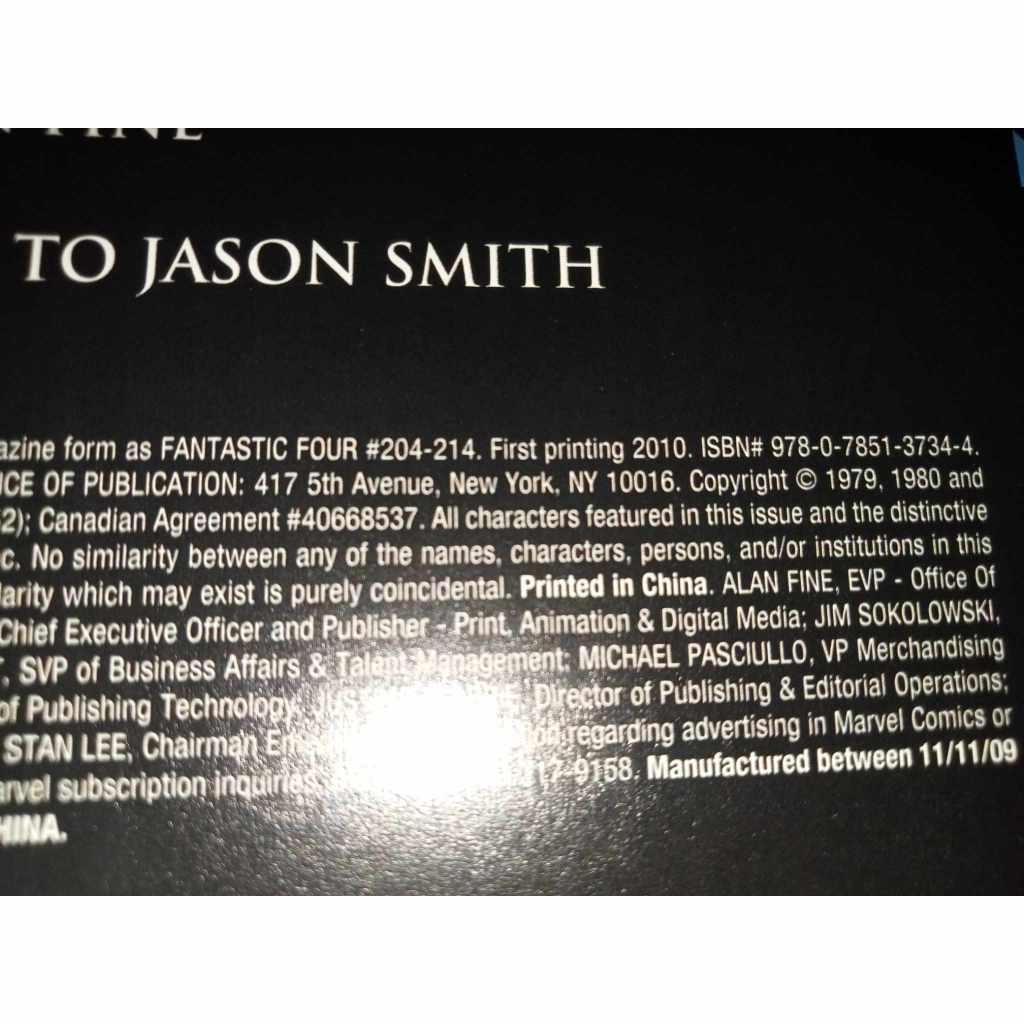 TO JASON SMITH
azine form as FANTASTIC FOUR #204-214. First printing 2010. ISBN# 978-0-7851-3734-4.
ICE OF PUBLICATION: 417 5th Avenue, New York, NY 10016. Copyright © 1979, 1980 and
62); Canadian Agreement #40668537. All characters featured in this issue and the distinctive
c. No similarity between any of the names, characters, persons, and/or institutions in this
larity which may exist is purely coincidental. Printed in China. ALAN FINE, EVP - Office Of
Chief Executive Officer and Publisher - Print, Animation & Digital Media; JIM SOKOLOWSKI,
SVP of Business Affairs & Talent Management; MICHAEL PASCIULLO, VP Merchandising
of Publishing Technology, Director of Publishing & Editorial Operations;
STAN LEE, Chairman regarding advertising in Marvel Comics or
arvel subscription inquiries, 9158. Manufactured between 11/11/09
HINA.